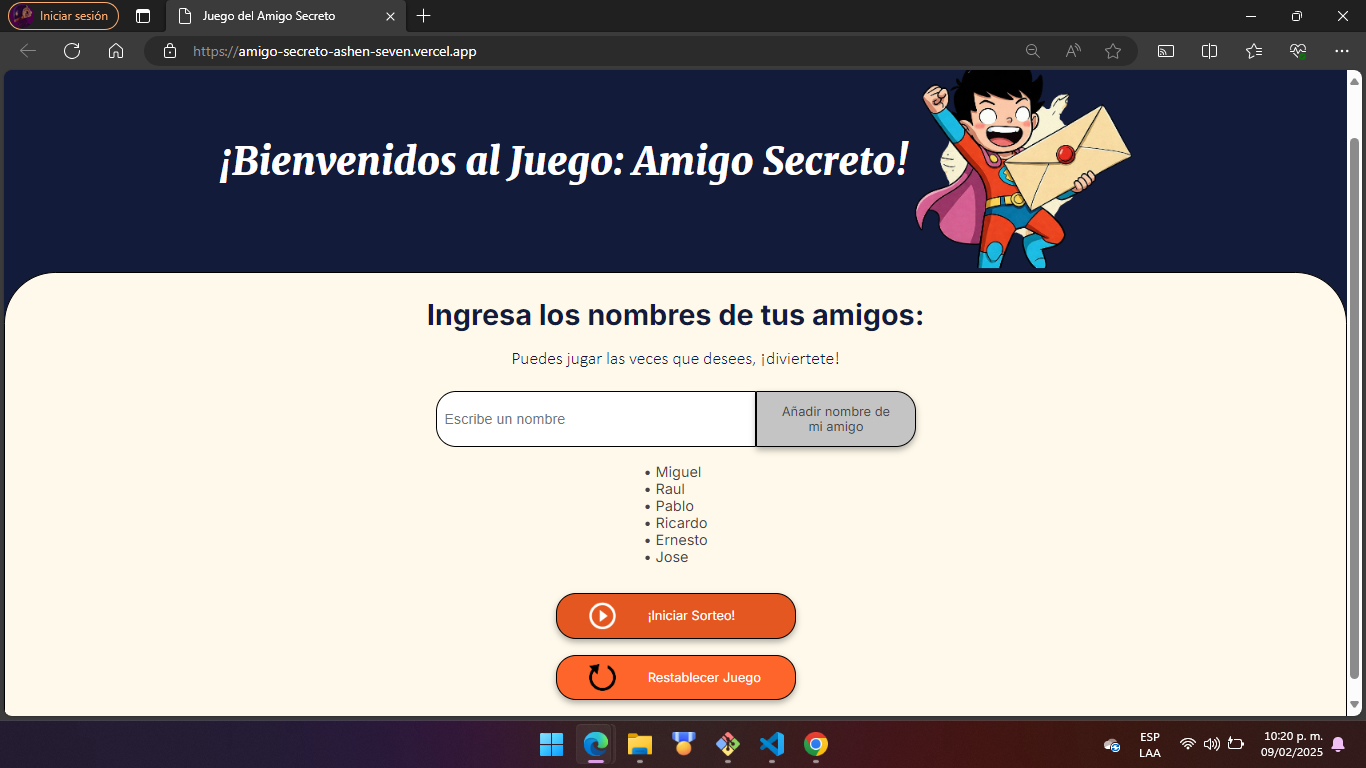 Iniciar sesión
Juego del Amigo Secreto
https://amigo-secreto-ashen-seven.vercel.app
¡Bienvenidos al Juego: Amigo Secreto!
Ingresa los nombres de tus amigos:
Puedes jugar las veces que desees, ¡diviertete!
Escribe un nombre
Añadir nombre de
mi amigo
• Miguel
• Raul
• Pablo
• Ricardo
• Ernesto
• Jose
¡Iniciar Sorteo!
Restablecer Juego
ESP
LAA
10:20 p. m.
09/02/2025